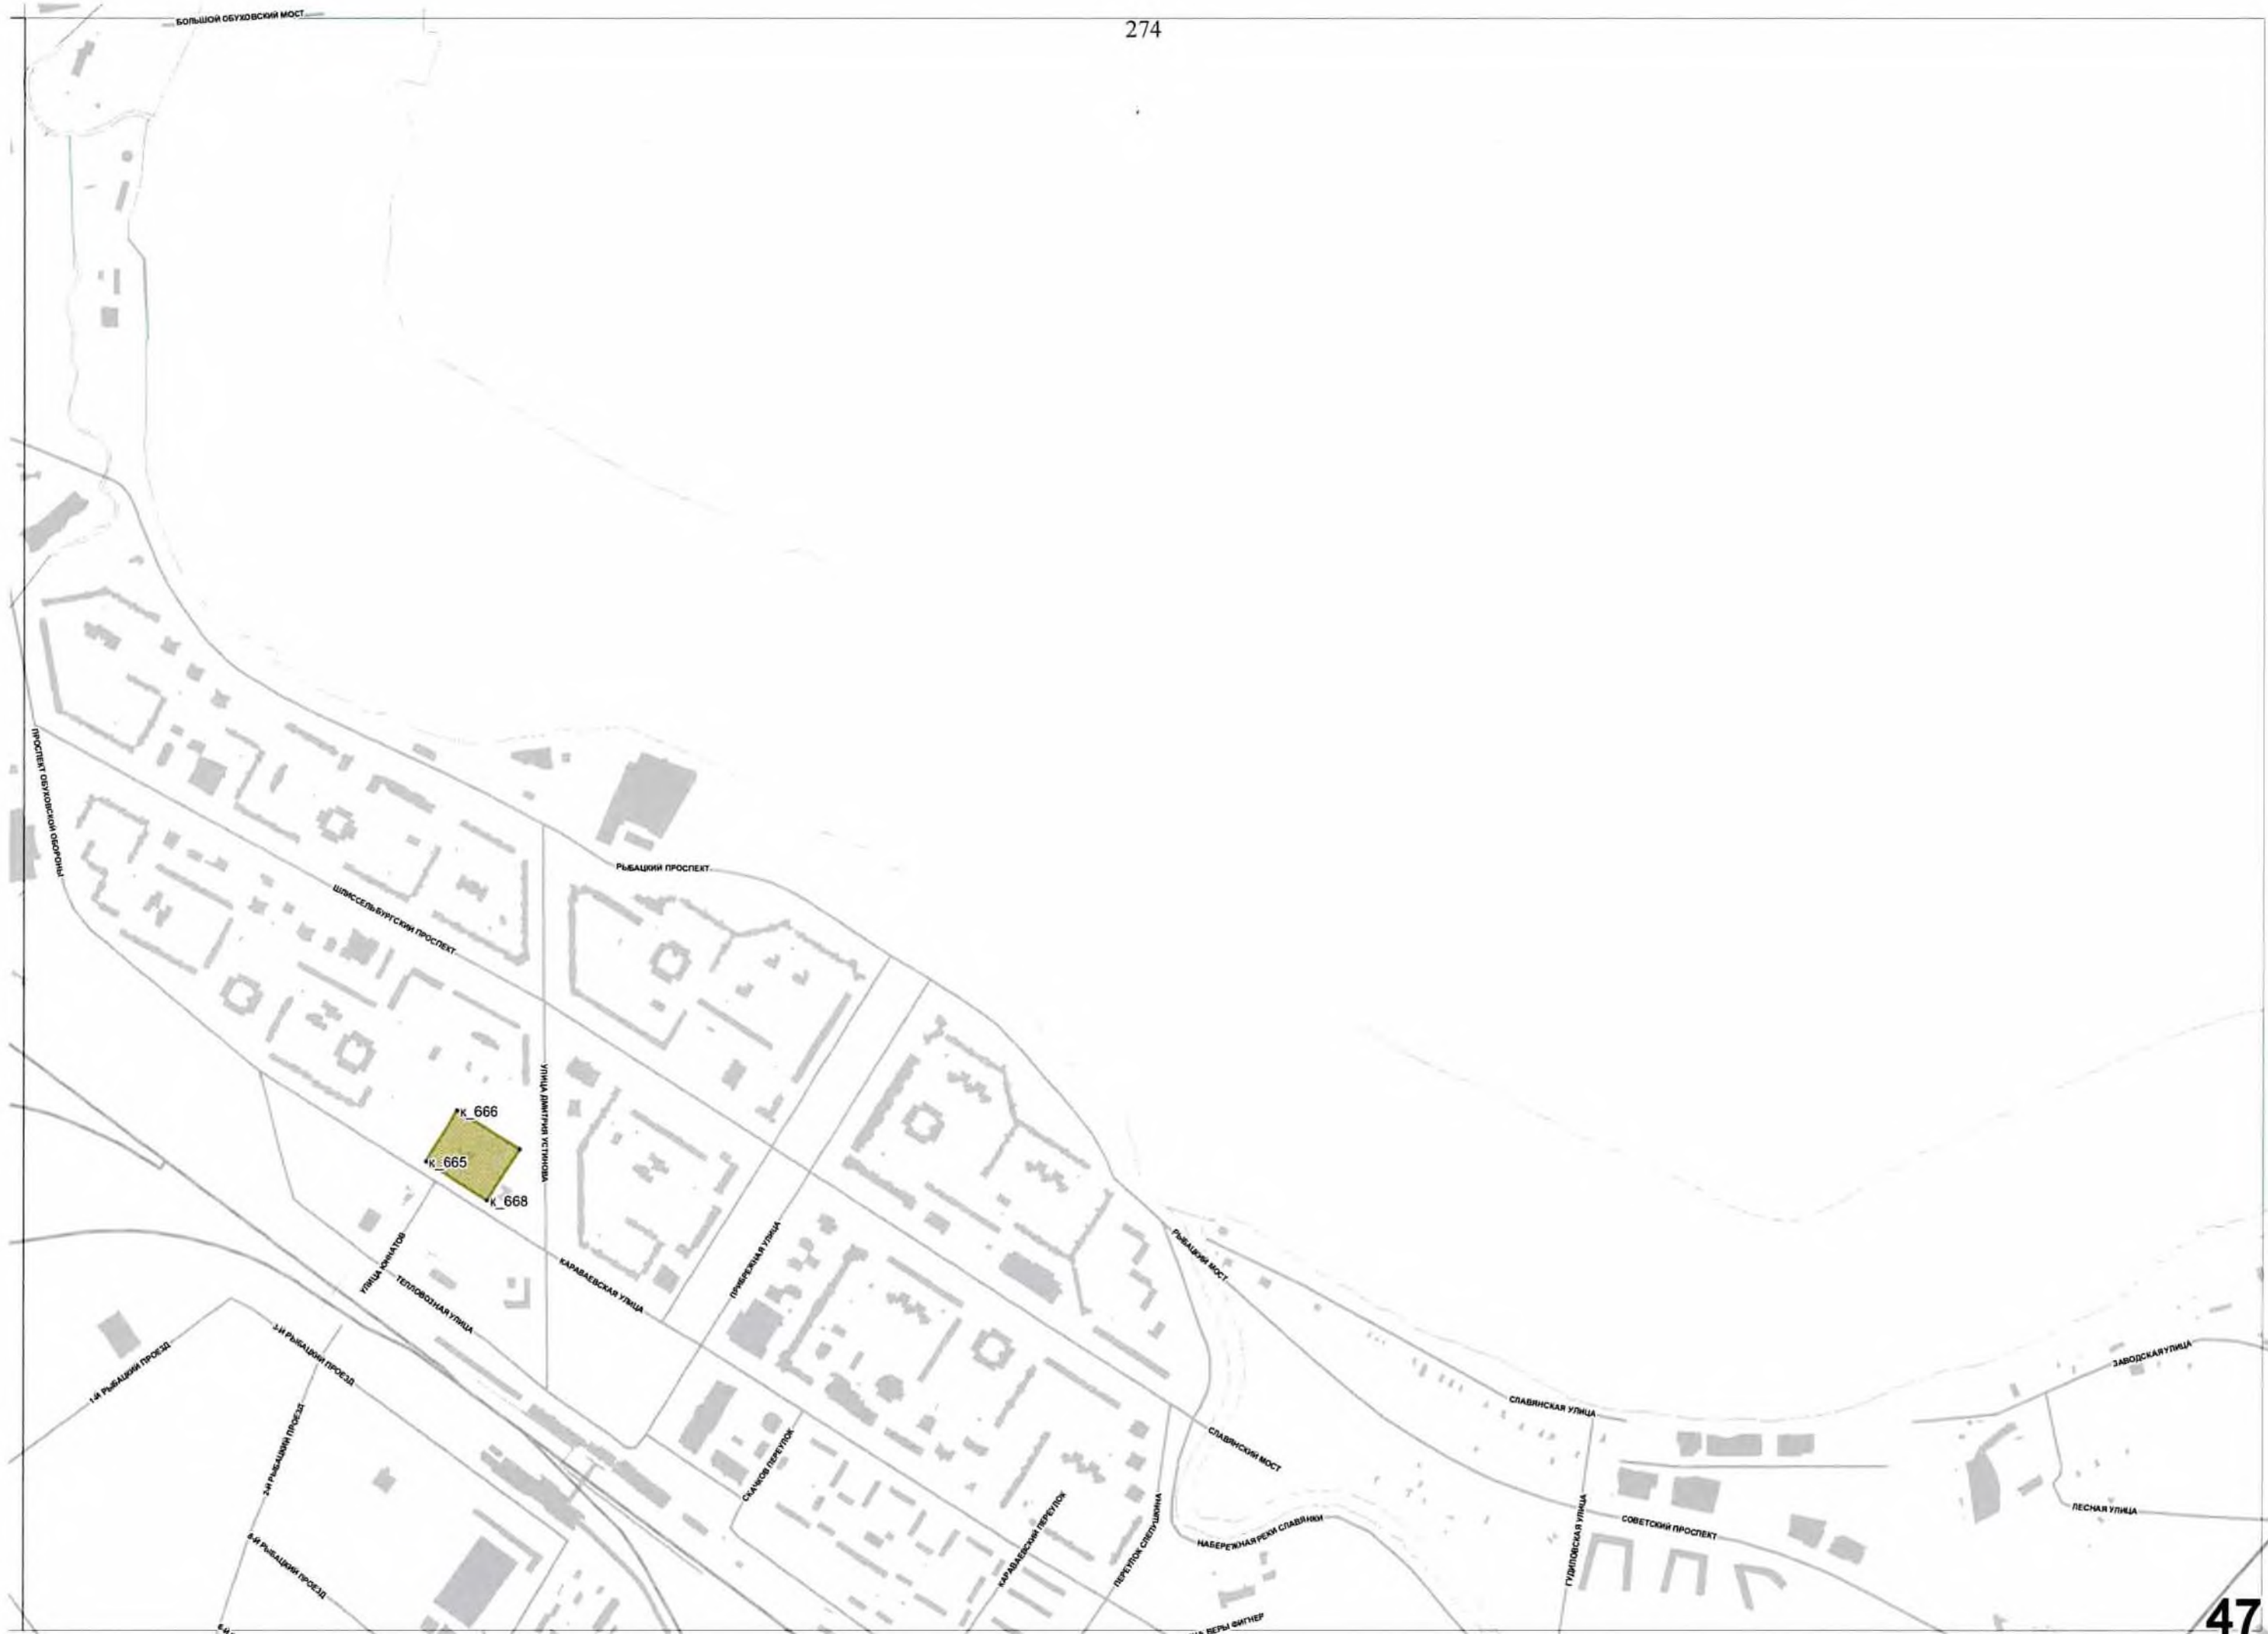 БОЛЬШОЙ ОБУХОВСКИЙ МОСТ
274
ПРОСПЕКТ ОБУХОВСКОЙ ОБОРОНЫ
РЫБАЦКИЙ ПРОСПЕКТ
ШЛИССЕЛЬБУРГСКИЙ ПРОСПЕКТ
УЛИЦА ДМИТРИЯ УСТИНОВА
к_666
к_665
к_668
УЛИЦА ЮННАТОВ
ТЕПЛОВОЗНАЯ УЛИЦА
КАРАВАЕВСКАЯ УЛИЦА
ПРИБРЕЖНАЯ УЛИЦА
РЫБАЦКИЙ МОСТ
1-Й РЫБАЦКИЙ ПРОЕЗД
3-Й РЫБАЦКИЙ ПРОЕЗД
2-Й РЫБАЦКИЙ ПРОЕЗД
СЛАВЯНСКАЯ УЛИЦА
ЗАВОДСКАЯ УЛИЦА
СКАЧКОВ ПЕРЕУЛОК
СЛАВЯНСКИЙ МОСТ
КАРАВАЕВСКИЙ ПЕРЕУЛОК
ПЕРЕУЛОК СЛЕПУШКИНА
НАБЕРЕЖНАЯ РЕКИ СЛАВЯНКИ
ГУДИЛОВСКАЯ УЛИЦА
СОВЕТСКИЙ ПРОСПЕКТ
ЛЕСНАЯ УЛИЦА
РЫБАЦКИЙ ПРОЕЗД
ВЕРЫ ФИГНЕР
47